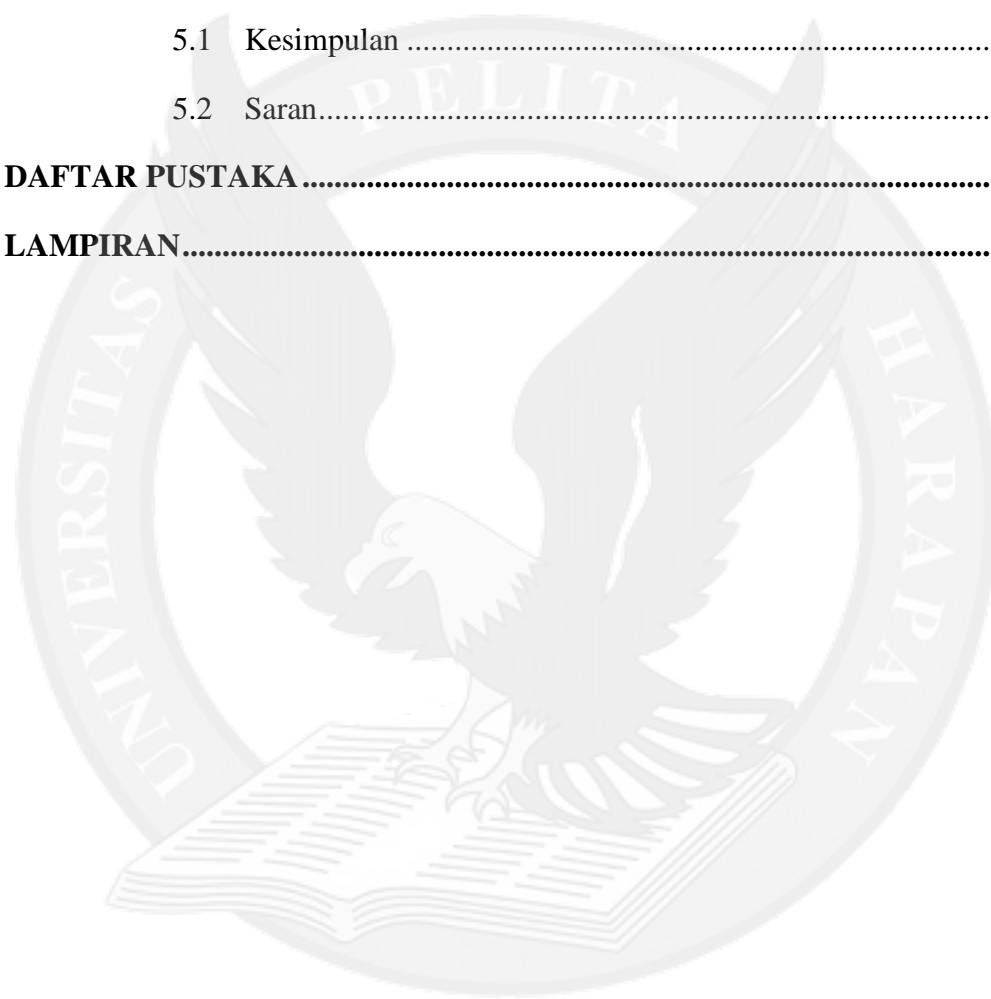 5.1 Kesimpulan ........................................................................
5.2 Saran...................................................................................
DAFTAR PUSTAKA....................................................................................
LAMPIRAN...................................................................................................
UNIVERSITAS PELITA HARAPAN